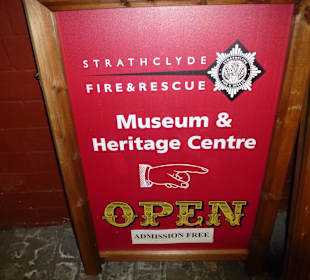 STRATHCLYDE
FIRE&RESCUE
Museum &
Heritage Centre
OPEN
ADMISSION FREE